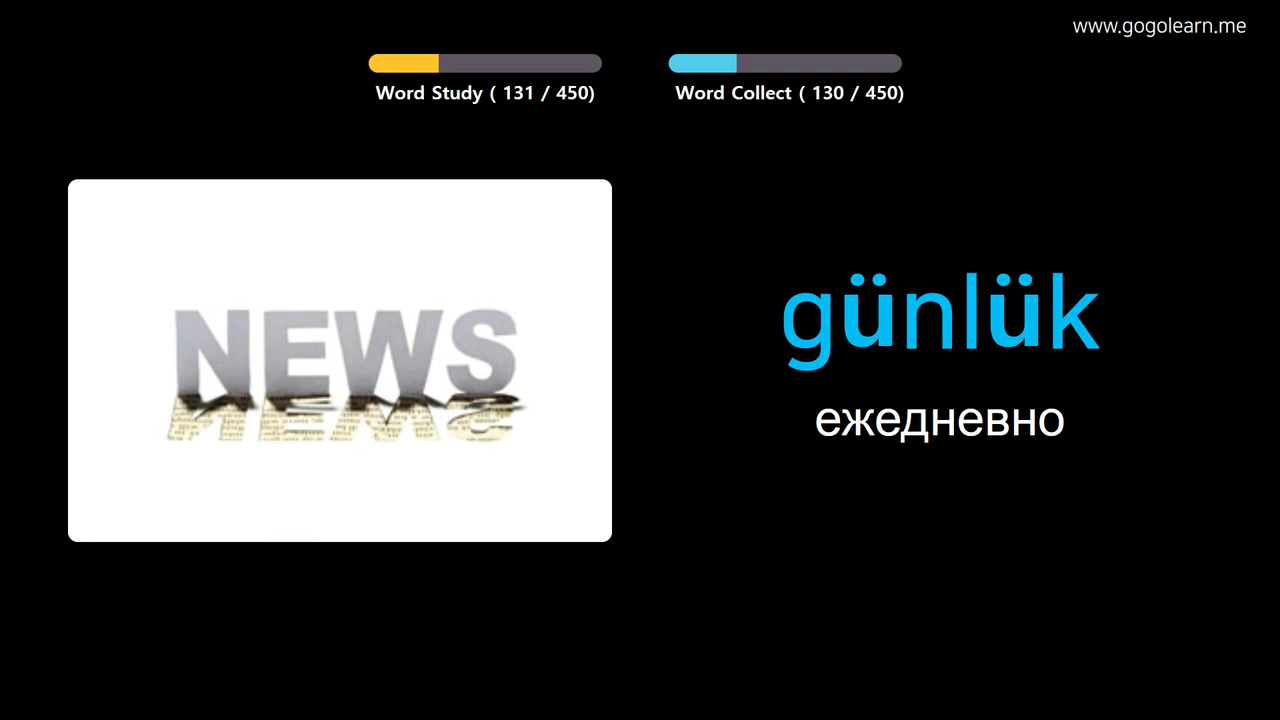 www.gogolearn.me
Word Study ( 131 / 450)
Word Collect ( 130 / 450)
NEWS
günlük
ежедневно